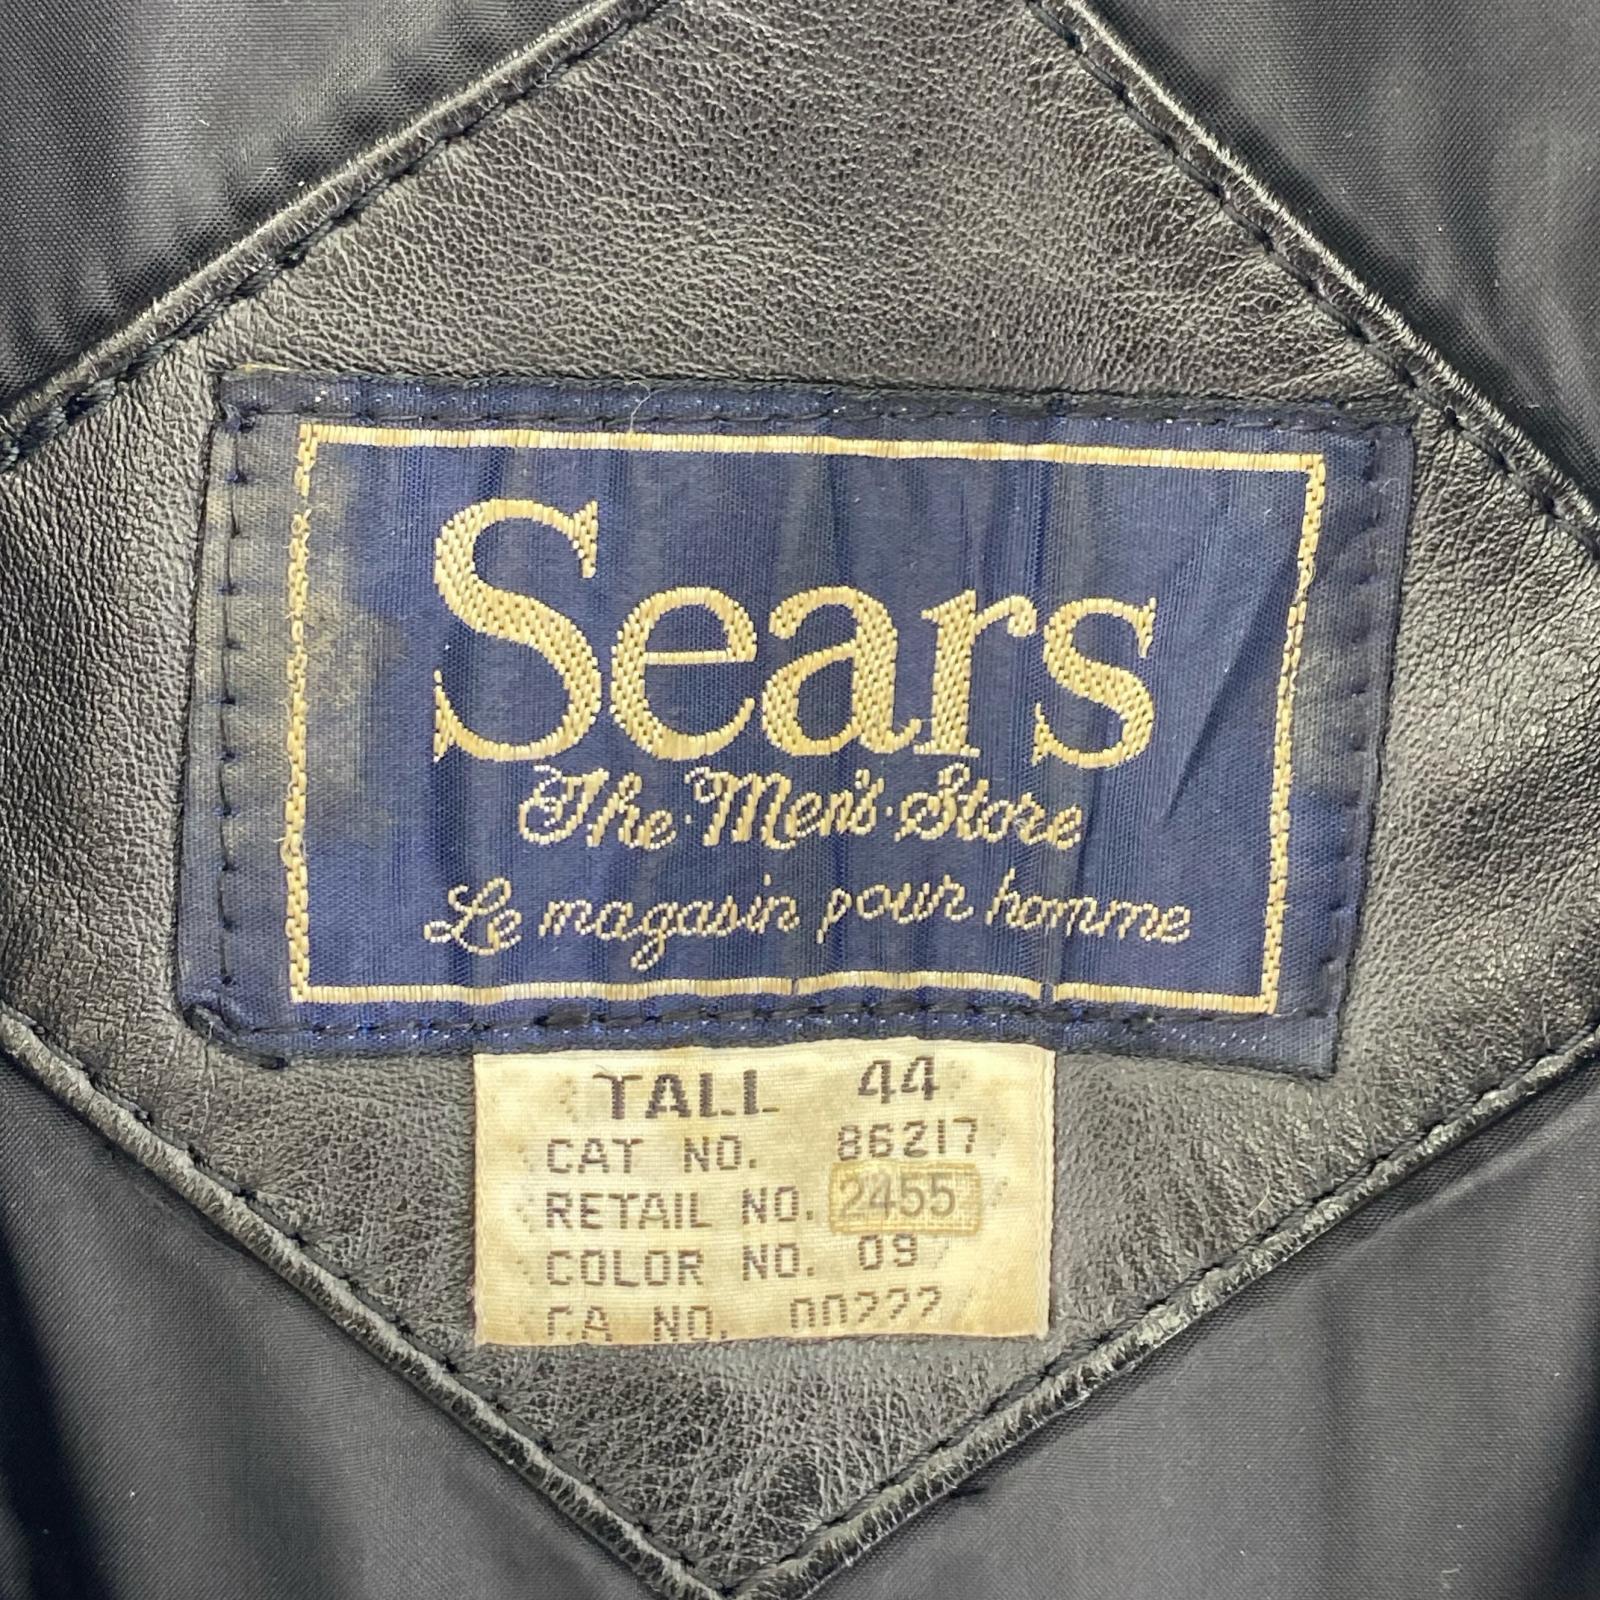 Sears
The Men's Store
Le magasin pour homme
TALL 44
CAT NO. 86217
RETAIL NO. 2455
COLOR NO. 09
CA NO.